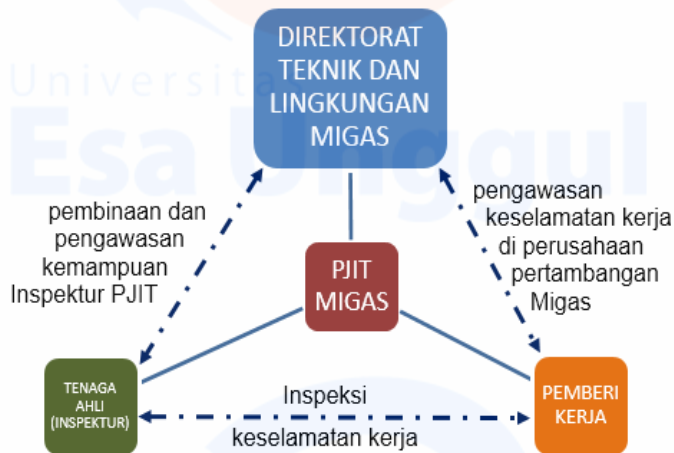 DIREKTORAT
TEKNIK DAN
LINGKUNGAN
MIGAS
Universitas
Esa Unggul
pembinaan dan
pengawasan
kemampuan
Inspektur PJIT
pengawasan
keselamatan kerja
di perusahaan
pertambangan
Migas
PJIT
MIGAS
TENAGA
AHLI
(INSPEKTUR)
Inspeksi
keselamatan kerja
PEMBERI
KERJA